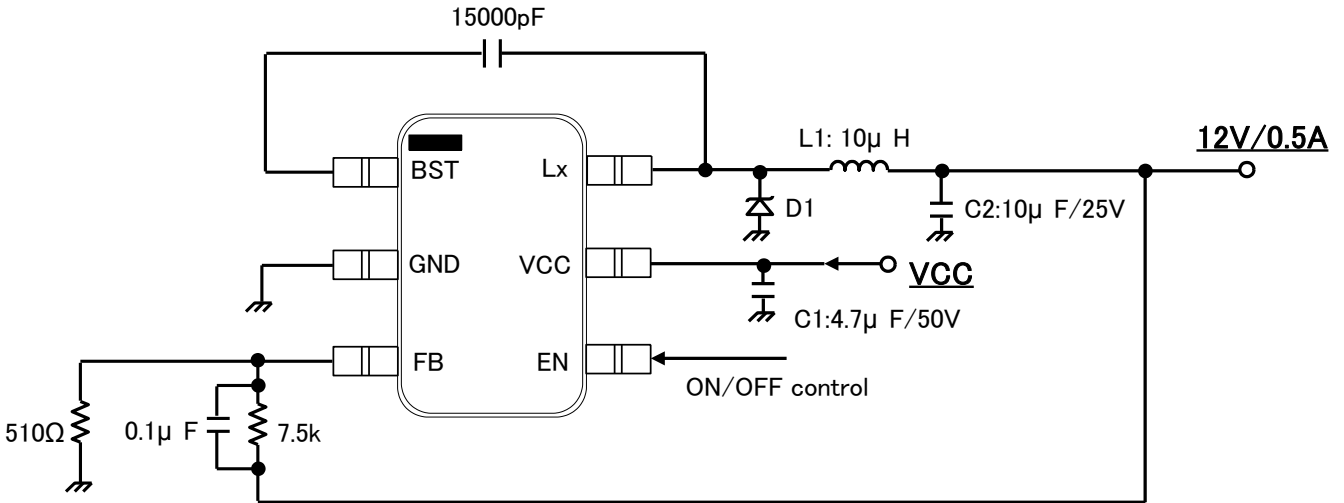 15000pF
L1: 10μ H
12V/0.5A
BST
Lx
D1
C2:10μ F/25V
GND
VCC
VCC
C1:4.7μ F/50V
FB
EN
ON/OFF control
510Ω
0.1μ F
7.5k